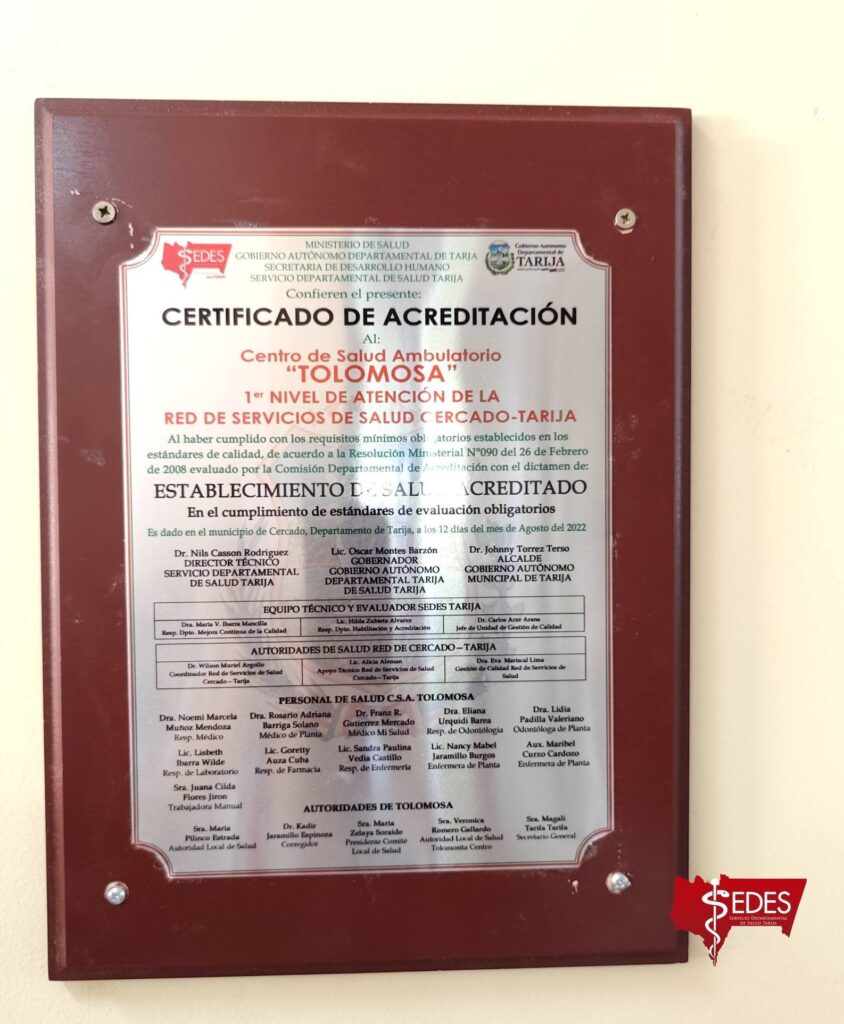 SEDES
MINISTERIO DE SALUD
GOBIERNO AUTÓNOMO DEPARTAMENTAL DE TARJA
SECRETARIA DE DESARROLLO HUMANO
SERVICIO DEPARTAMENTAL DE SALUD TARIJA
Gobierno Autónomo
Departamental de
TARIJA
Confieren el presente:
CERTIFICADO DE ACREDITACIÓN
Al:
Centro de Salud Ambulatorio
“TOLOMOSA”
1er NIVEL DE ATENCIÓN DE LA
RED DE SERVICIOS DE SALUD CERCADO-TARIJA
Al haber cumplido con los requisitos mínimos obligatorios establecidos en los
estándares de calidad, de acuerdo a la Resolución Ministerial N°090 del 26 de Febrero
de 2008 evaluado por la Comisión Departamental de Acreditación con el dictamen de:
ESTABLECIMIENTO DE SALUD ACREDITADO
En el cumplimiento de estándares de evaluación obligatorios
Es dado en el municipio de Cercado, Departamento de Tarija, a los 12 días del mes de Agosto del 2022
Dr. Nils Casson Rodriguez
DIRECTOR TÉCNICO
SERVICIO DEPARTAMENTAL
DE SALUD TARIJA
Lic. Oscar Montes Barzón
GOBERNADOR
GOBIERNO AUTÓNOMO
DEPARTAMENTAL TARIJA
DE SALUD TARIJA
Dr. Johnny Torrez Terso
ALCALDE
GOBIERNO AUTÓNOMO
MUNICIPAL DE TARIJA
EQUIPO TÉCNICO Y EVALUADOR SEDES TARIJA
Dra. María V. Ibarra Mancilla
Resp. Dpto. Mejora Continua de la Calidad
Lic. Hilda Zubieta Alvarez
Resp. Dpto. Habilitación y Acreditación
Dr. Carlos Arze Arana
Jefe de Unidad de Gestión de Calidad
AUTORIDADES DE SALUD RED DE CERCADO – TARIJA
Dr. Wilson Muriel Argollo
Coordinador Red de Servicios de Salud
Cercado – Tarija
Lic. Alicia Aleman
Apoyo Técnico Red de Servicios de Salud
Cercado – Tarija
Dra. Eva Mariscal Lima
Gestión de Calidad Red de Servicios de
Salud
PERSONAL DE SALUD C.S.A. TOLOMOSA
Dra. Noemi Marcela
Muñoz Mendoza
Resp. Médico
Dra. Rosario Adriana
Barriga Solano
Médico de Planta
Dr. Franz R.
Gutierrez Mercado
Médico Mi Salud
Dra. Eliana
Urquidi Barea
Resp. de Odontología
Dra. Lidia
Padilla Valeriano
Odontóloga de Planta
Lic. Lisbeth
Ibarra Wilde
Resp. de Laboratorio
Lic. Goretty
Auza Cuba
Resp. de Farmacia
Lic. Sandra Paulina
Vedia Castillo
Resp. de Enfermería
Lic. Nancy Mabel
Jaramillo Burgos
Enfermera de Planta
Aux. Maribel
Curzo Cardozo
Enfermera de Planta
Sra. Juana Cilda
Flores Jiron
Trabajadora Manual
AUTORIDADES DE TOLOMOSA
Sra. María
Pilinco Estrada
Autoridad Local de Salud
Dr. Kadir
Jaramillo Espinoza
Corregidor
Sra. María
Zelaya Soraide
Presidente Comité
Local de Salud
Sra. Veronica
Romero Gallardo
Autoridad Local de Salud
Tolomosita Centro
Sra. Magali
Tarifa Tarifa
Secretario General
SEDES
SERVICIO DEPARTAMENTAL
DE SALUD TARIJA